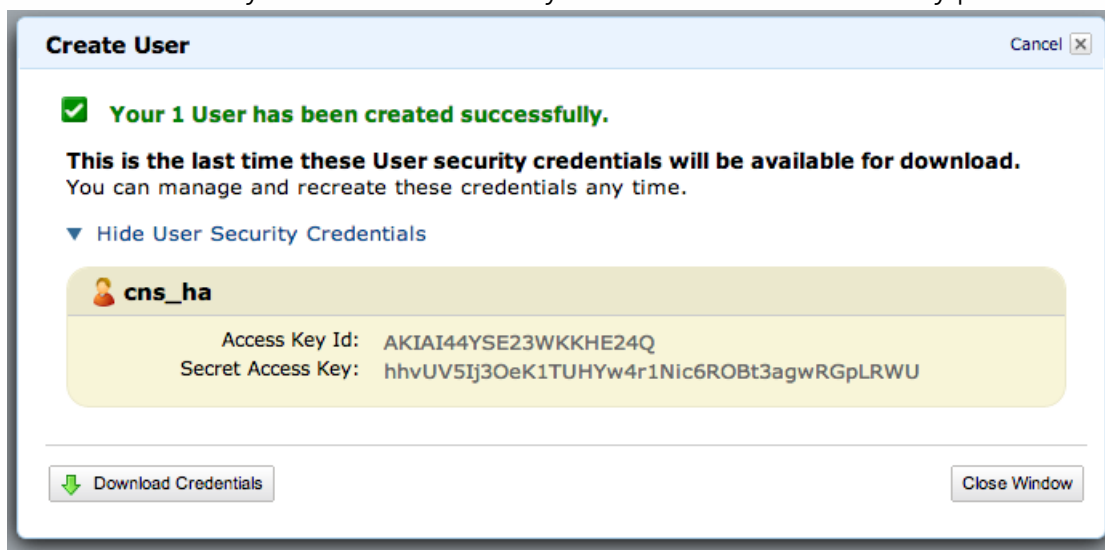 Create User
Cancel
Your 1 User has been created successfully.
This is the last time these User security credentials will be available for download.
You can manage and recreate these credentials any time.
Hide User Security Credentials
cns_ha
Access Key Id: AKIAI44YSE23WKKHE24Q
Secret Access Key: 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
Download Credentials
Close Window